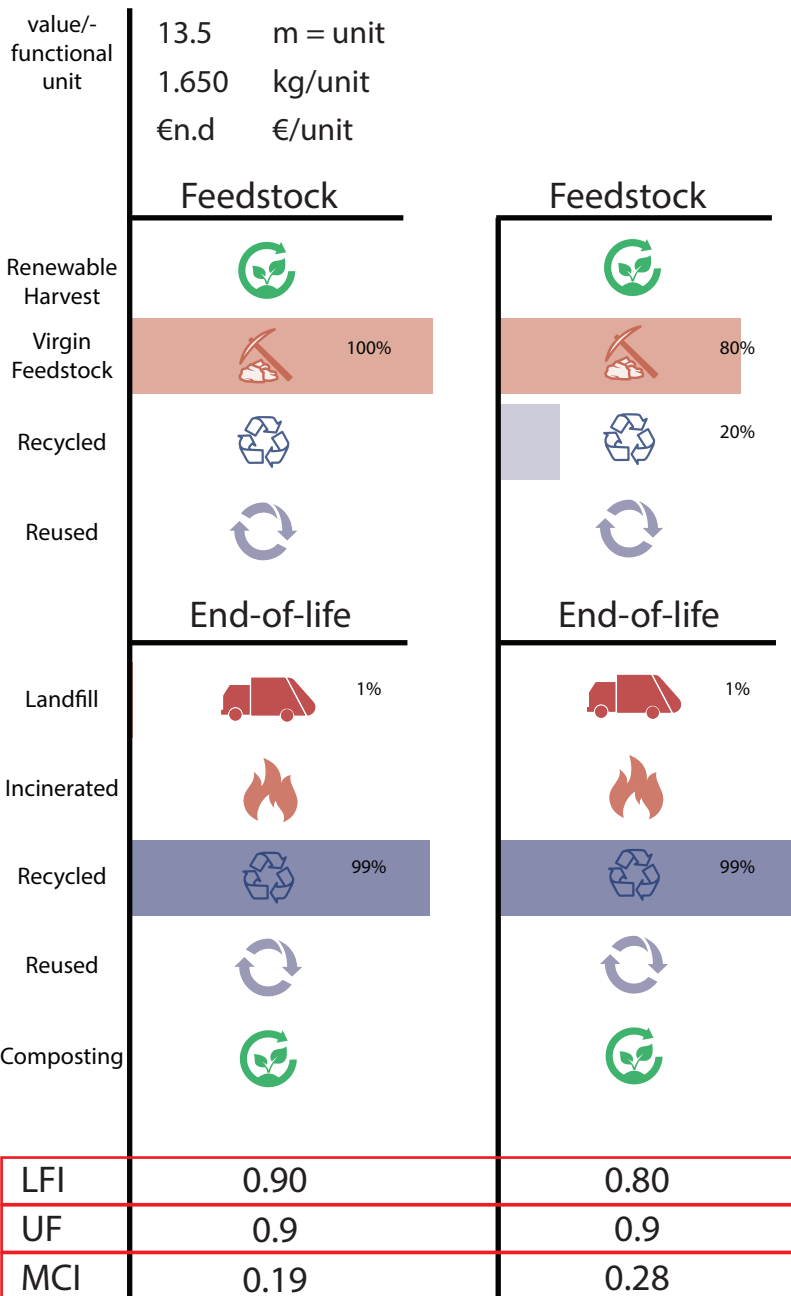 value/-
functional
unit
13.5 m = unit
1.650 kg/unit
€n.d €/unit
Feedstock Feedstock
Renewable
Harvest
Virgin
Feedstock
100% 80%
Recycled 20%
Reused
End-of-life End-of-life
Landfill 1% 1%
Incinerated
Recycled 99% 99%
Reused
Composting
LFI 0.90 0.80
UF 0.9 0.9
MCI 0.19 0.28